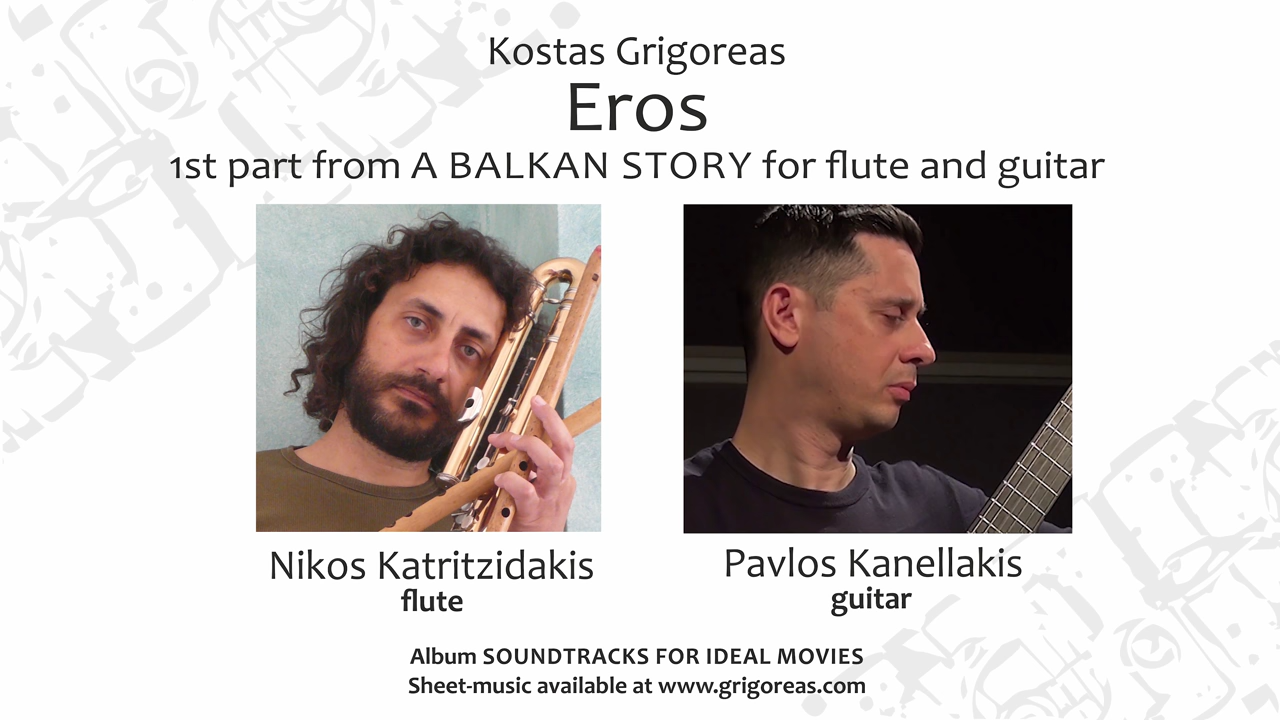 Kostas Grigoreas
Eros
1st part from A BALKAN STORY for flute and guitar
Nikos Katritzidakis
flute
Pavlos Kanellakis
guitar
Album SOUNDTRACKS FOR IDEAL MOVIES
Sheet-music available at www.grigoreas.com